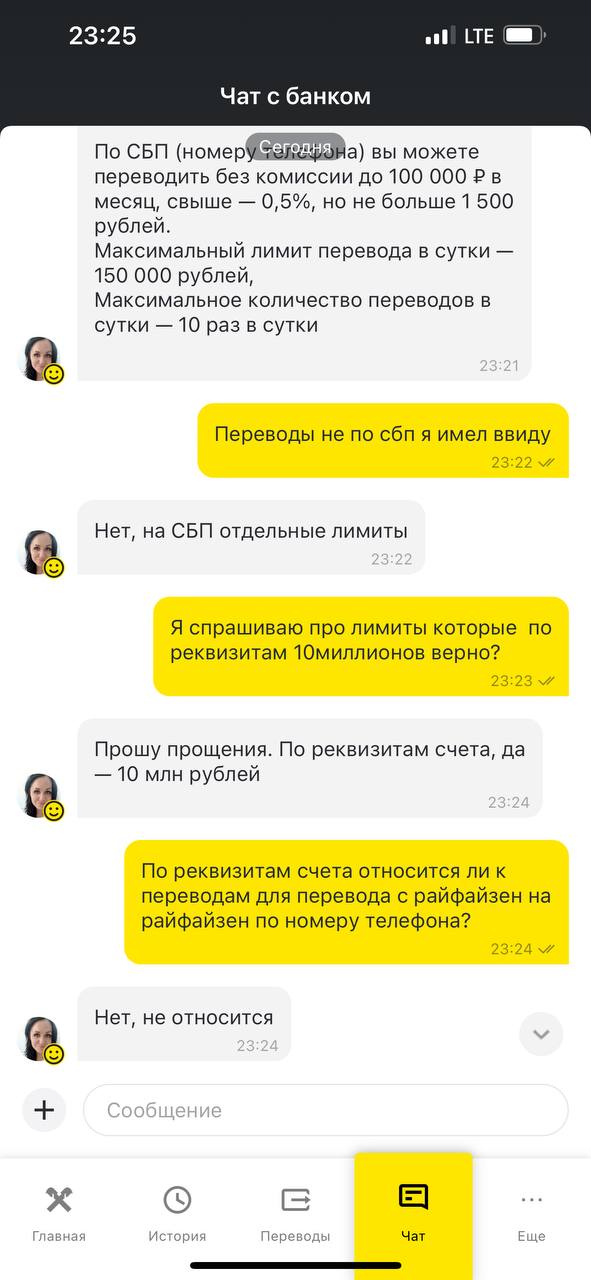 23:25
LTE
Чат с банком
Сегодня
По СБП (номеру телефона) вы можете
переводить без комиссии до 100 000 ₽ в
месяц, свыше — 0,5%, но не больше 1 500
рублей.
Максимальный лимит перевода в сутки —
150 000 рублей,
Максимальное количество переводов в
сутки — 10 раз в сутки
23:21
Переводы не по сбп я имел ввиду
23:22
Нет, на СБП отдельные лимиты
23:22
Я спрашиваю про лимиты которые  по
реквизитам 10миллионов верно?
23:23
Прошу прощения. По реквизитам счета, да
— 10 млн рублей
23:24
По реквизитам счета относится ли к
переводам для перевода с райфайзен на
райфайзен по номеру телефона?
23:24
Нет, не относится
23:24
Сообщение
Главная
История
Переводы
Чат
Еще